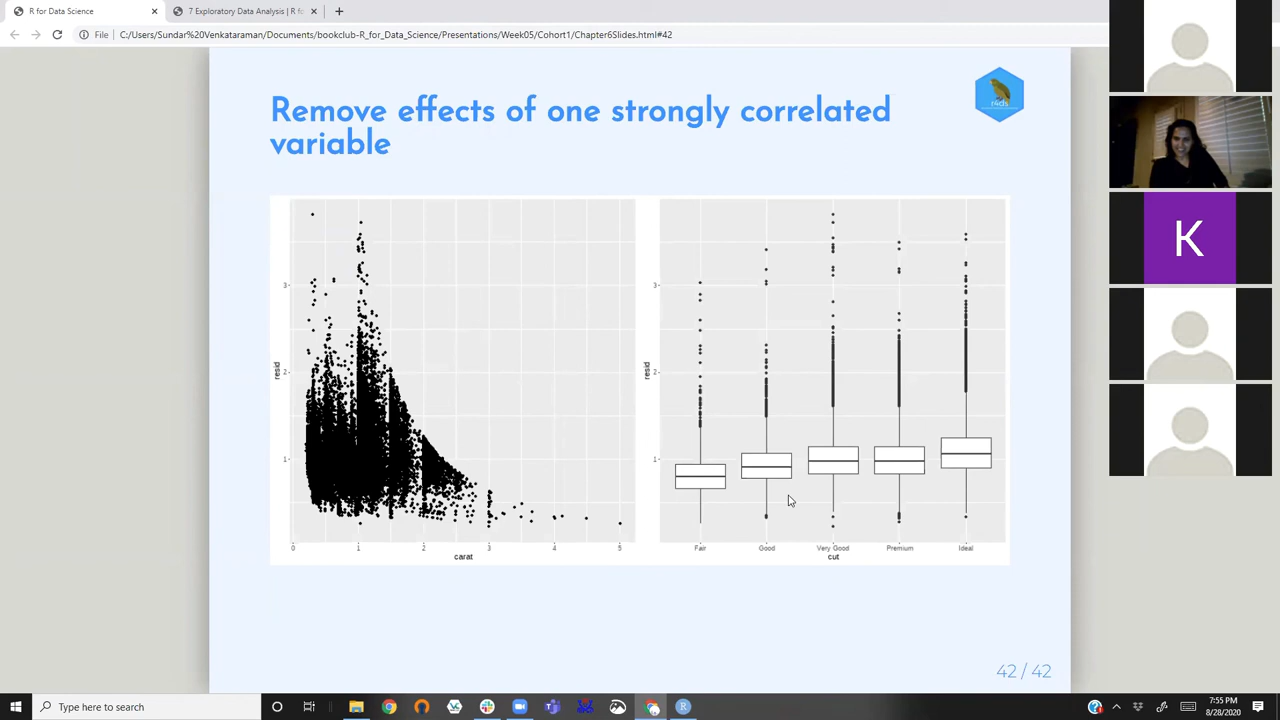 R for Data Science
7 Exploratory Data Analysis | R fo
File
C:/Users/Sundar%20Venkataraman/Documents/bookclub-R_for_Data_Science/Presentations/Week05/Cohort1/Chapter6Slides.html#42
Remove effects of one strongly correlated
variable
r4ds
K
3
2
1
resid
0 1 2 3 4 5
carat
3
2
1
resid
Fair Good Very Good Premium Ideal
cut
42 / 42
Type here to search
7:55 PM
8/28/2020